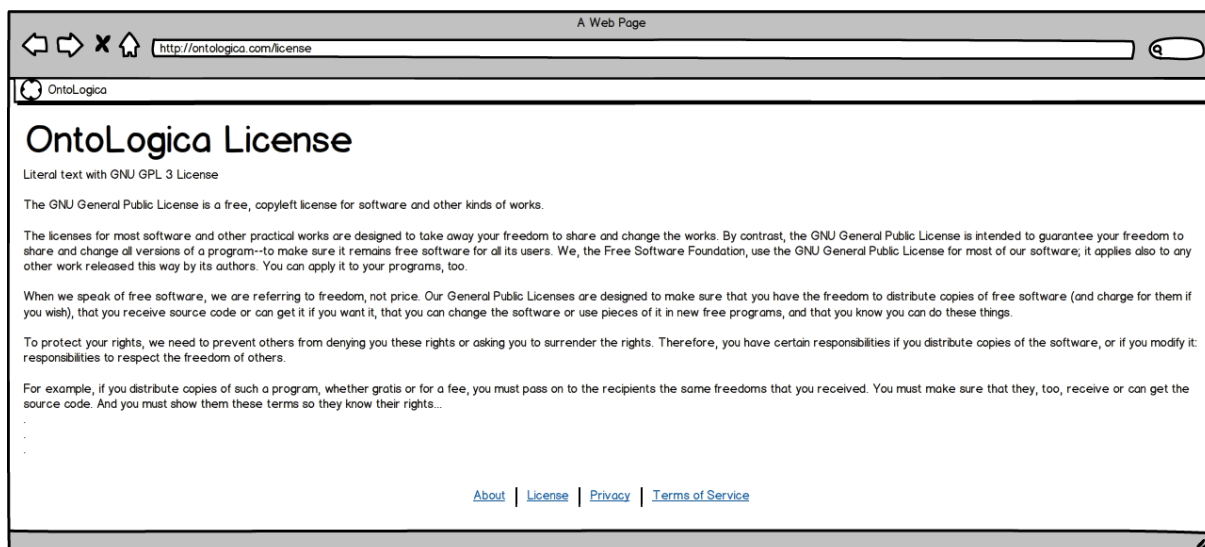 A Web Page
http://ontologica.com/license
OntoLogica
OntoLogica License
Literal text with GNU GPL 3 License
The GNU General Public License is a free, copyleft license for software and other kinds of works.
The licenses for most software and other practical works are designed to take away your freedom to share and change the works. By contrast, the GNU General Public License is intended to guarantee your freedom to
share and change all versions of a program--to make sure it remains free software for all its users. We, the Free Software Foundation, use the GNU General Public License for most of our software; it applies also to any
other work released this way by its authors. You can apply it to your programs, too.
When we speak of free software, we are referring to freedom, not price. Our General Public Licenses are designed to make sure that you have the freedom to distribute copies of free software (and charge for them if
you wish), that you receive source code or can get it if you want it, that you can change the software or use pieces of it in new free programs, and that you know you can do these things.
To protect your rights, we need to prevent others from denying you these rights or asking you to surrender the rights. Therefore, you have certain responsibilities if you distribute copies of the software, or if you modify it:
responsibilities to respect the freedom of others.
For example, if you distribute copies of such a program, whether gratis or for a fee, you must pass on to the recipients the same freedoms that you received. You must make sure that they, too, receive or can get the
source code. And you must show them these terms so they know their rights...
.
.
.
About | License | Privacy | Terms of Service